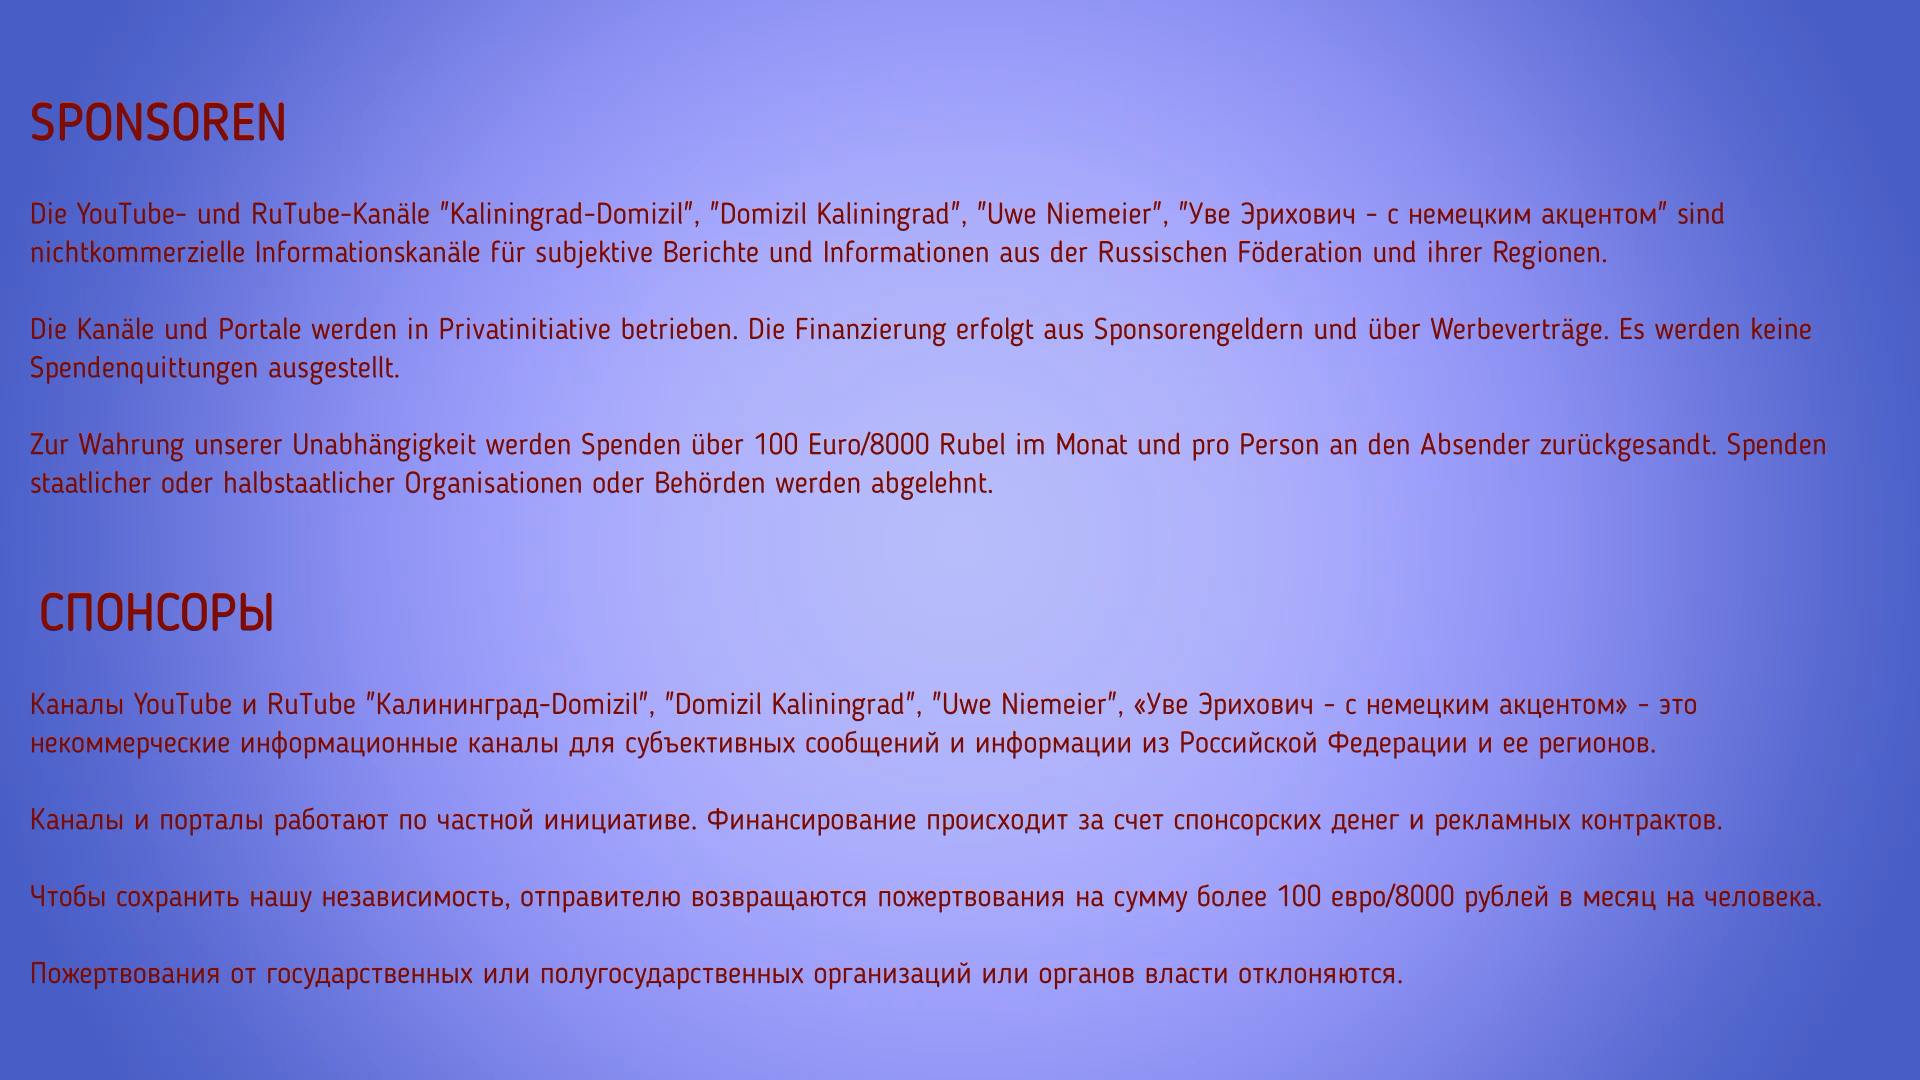 SPONSOREN
Die YouTube- und RuTube-Kanäle "Kaliningrad-Domizil", "Domizil Kaliningrad", "Uwe Niemeier", "Уве Эрихович - с немецким акцентом" sind
nichtkommerzielle Informationskanäle für subjektive Berichte und Informationen aus der Russischen Föderation und ihrer Regionen.
Die Kanäle und Portale werden in Privatinitiative betrieben. Die Finanzierung erfolgt aus Sponsorengeldern und über Werbeverträge. Es werden keine
Spendenquittungen ausgestellt.
Zur Wahrung unserer Unabhängigkeit werden Spenden über 100 Euro/8000 Rubel im Monat und pro Person an den Absender zurückgesandt. Spenden
staatlicher oder halbstaatlicher Organisationen oder Behörden werden abgelehnt.
СПОНСОРЫ
Каналы YouTube и RuTube "Калининград-Domizil", "Domizil Kaliningrad", "Uwe Niemeier", «Уве Эрихович - с немецким акцентом» - это
некоммерческие информационные каналы для субъективных сообщений и информации из Российской Федерации и ее регионов.
Каналы и порталы работают по частной инициативе. Финансирование происходит за счет спонсорских денег и рекламных контрактов.
Чтобы сохранить нашу независимость, отправителю возвращаются пожертвования на сумму более 100 евро/8000 рублей в месяц на человека.
Пожертвования от государственных или полугосударственных организаций или органов власти отклоняются.